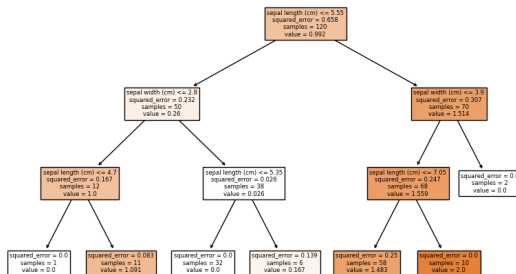 sepal length (cm) <= 5.55
squared_error = 0.658
samples = 120
value = 0.992
sepal width (cm) <= 2.8
squared_error = 0.232
samples = 50
value = 0.26
sepal width (cm) <= 3.9
squared_error = 0.307
samples = 70
value = 1.514
sepal length (cm) <= 4.7
squared_error = 0.167
samples = 12
value = 1.0
sepal length (cm) <= 5.35
squared_error = 0.026
samples = 38
value = 0.026
sepal length (cm) <= 7.05
squared_error = 0.247
samples = 68
value = 1.559
squared_error = 0.
samples = 2
value = 0.0
squared_error = 0.0
samples = 1
value = 0.0
squared_error = 0.083
samples = 11
value = 1.091
squared_error = 0.0
samples = 32
value = 0.0
squared_error = 0.139
samples = 6
value = 0.167
squared_error = 0.25
samples = 58
value = 1.483
squared_error = 0.0
samples = 10
value = 2.0